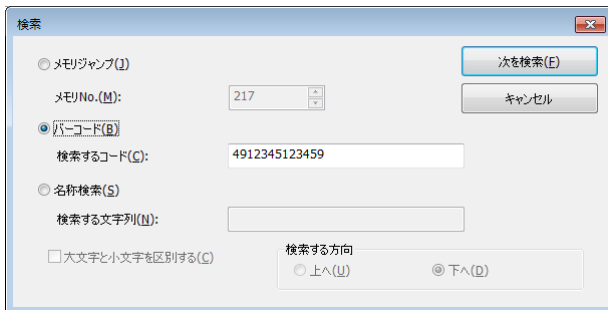 検索
メモリジャンプ(J)
次を検索(F)
メモリNo.(M):
217
キャンセル
バーコード(B)
検索するコード(C):
4912345123459
名称検索(S)
検索する文字列(N):
大文字と小文字を区別する(C)
検索する方向
上へ(U)
下へ(D)